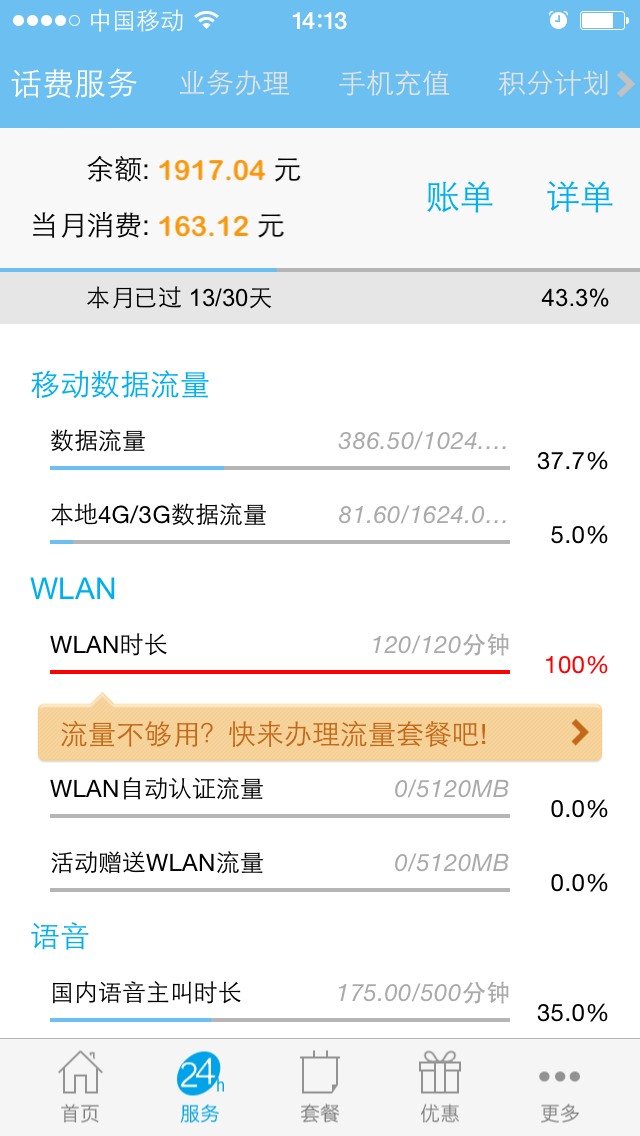 中国移动 14:13
话费服务 业务办理 手机充值 积分计划
余额: 1917.04 元
当月消费: 163.12 元
账单 详单
本月已过 13/30天 43.3%
移动数据流量
数据流量 386.50/1024.... 37.7%
本地4G/3G数据流量 81.60/1624.0... 5.0%
WLAN
WLAN时长 120/120分钟 100%
流量不够用？快来办理流量套餐吧!
WLAN自动认证流量 0/5120MB 0.0%
活动赠送WLAN流量 0/5120MB 0.0%
语音
国内语音主叫时长 175.00/500分钟 35.0%
24h
首页 服务 套餐 优惠 更多